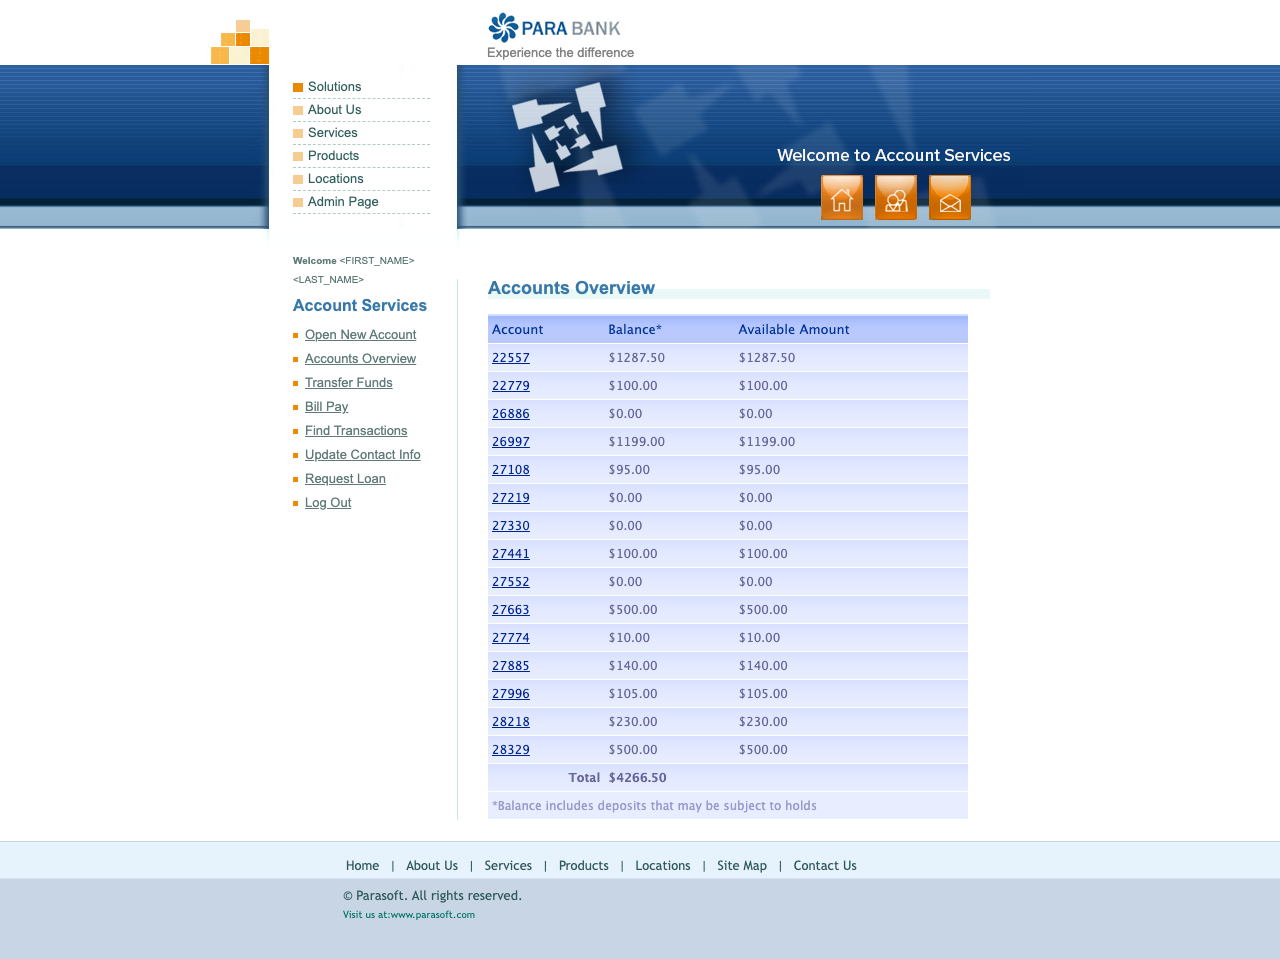 PARA BANK
Experience the difference
Solutions
About Us
Services
Products
Locations
Admin Page
Welcome to Account Services
Welcome <FIRST_NAME>
<LAST_NAME>
Account Services
Open New Account
Accounts Overview
Transfer Funds
Bill Pay
Find Transactions
Update Contact Info
Request Loan
Log Out
Accounts Overview
Account Balance* Available Amount
22557 $1287.50 $1287.50
22779 $100.00 $100.00
26886 $0.00 $0.00
26997 $1199.00 $1199.00
27108 $95.00 $95.00
27219 $0.00 $0.00
27330 $0.00 $0.00
27441 $100.00 $100.00
27552 $0.00 $0.00
27663 $500.00 $500.00
27774 $10.00 $10.00
27885 $140.00 $140.00
27996 $105.00 $105.00
28218 $230.00 $230.00
28329 $500.00 $500.00
Total $4266.50
*Balance includes deposits that may be subject to holds
Home | About Us | Services | Products | Locations | Site Map | Contact Us
© Parasoft. All rights reserved.
Visit us at:www.parasoft.com